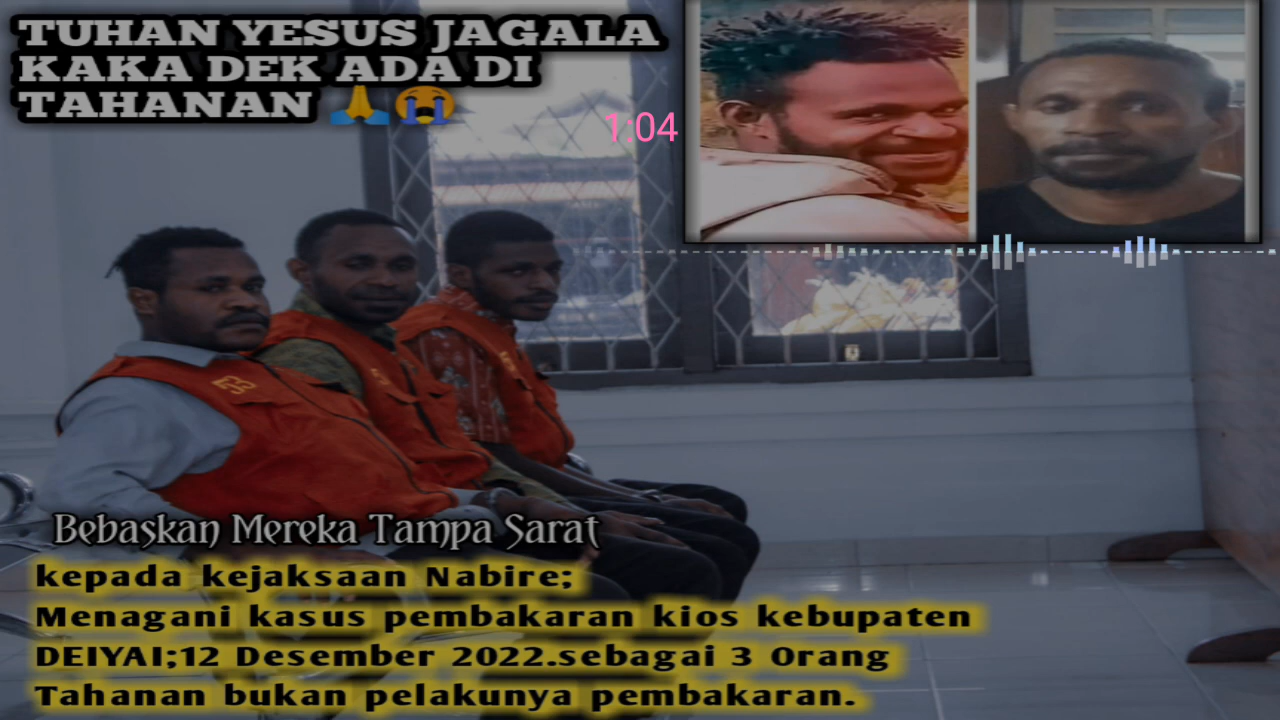 TUHAN YESUS JAGALA
KAKA DEK ADA DI
TAHANAN 🙏😭
1:04
Bebaskan Mereka Tampa Sarat
kepada kejaksaan Nabire;
Menagani kasus pembakaran kios kebupaten
DEIYAI;12 Desember 2022.sebagai 3 Orang
Tahanan bukan pelakunya pembakaran.